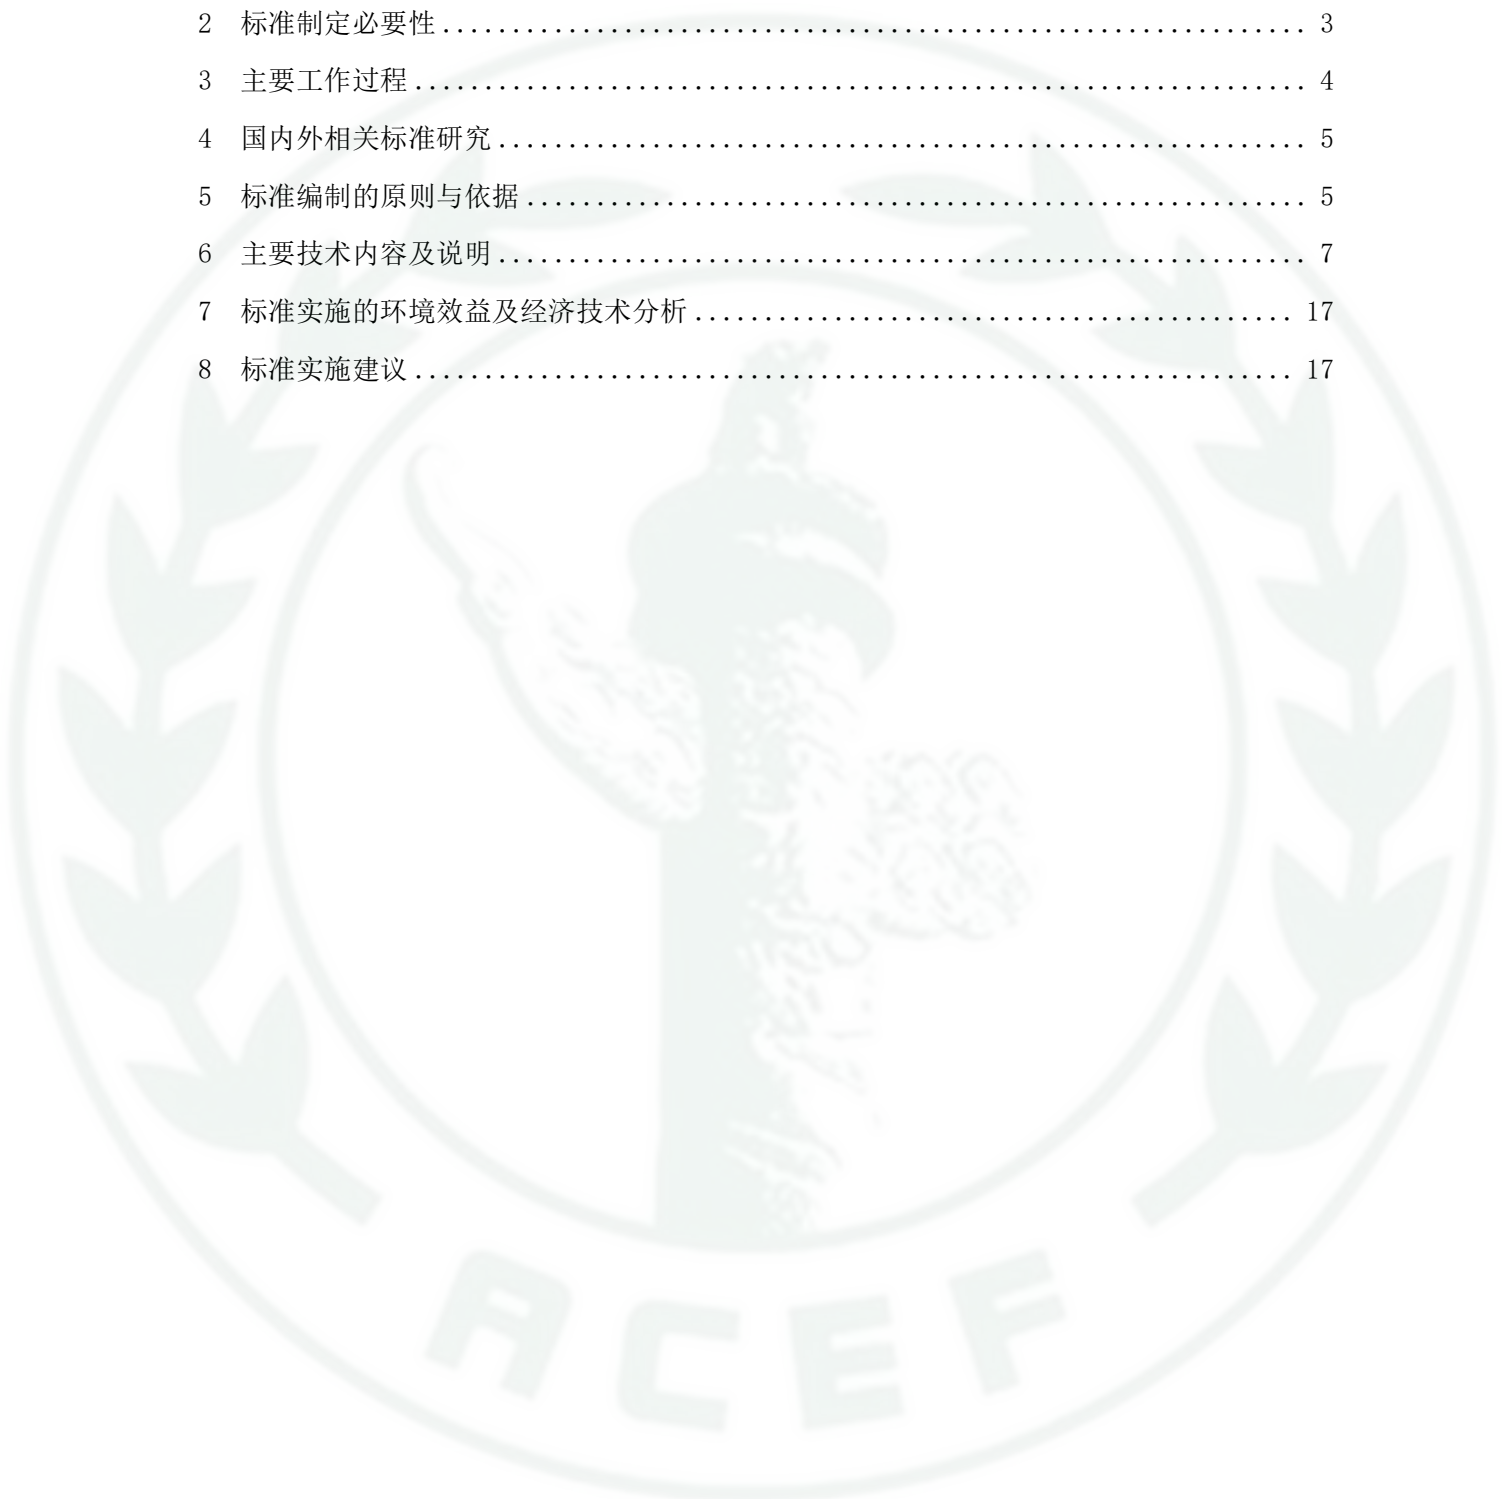 2 标准制定必要性 ........ 3
3 主要工作过程 ........ 4
4 国内外相关标准研究 ........ 5
5 标准编制的原则与依据 ........ 5
6 主要技术内容及说明 ........ 7
7 标准实施的环境效益及经济技术分析 ........ 17
8 标准实施建议 ........ 17
ACEF